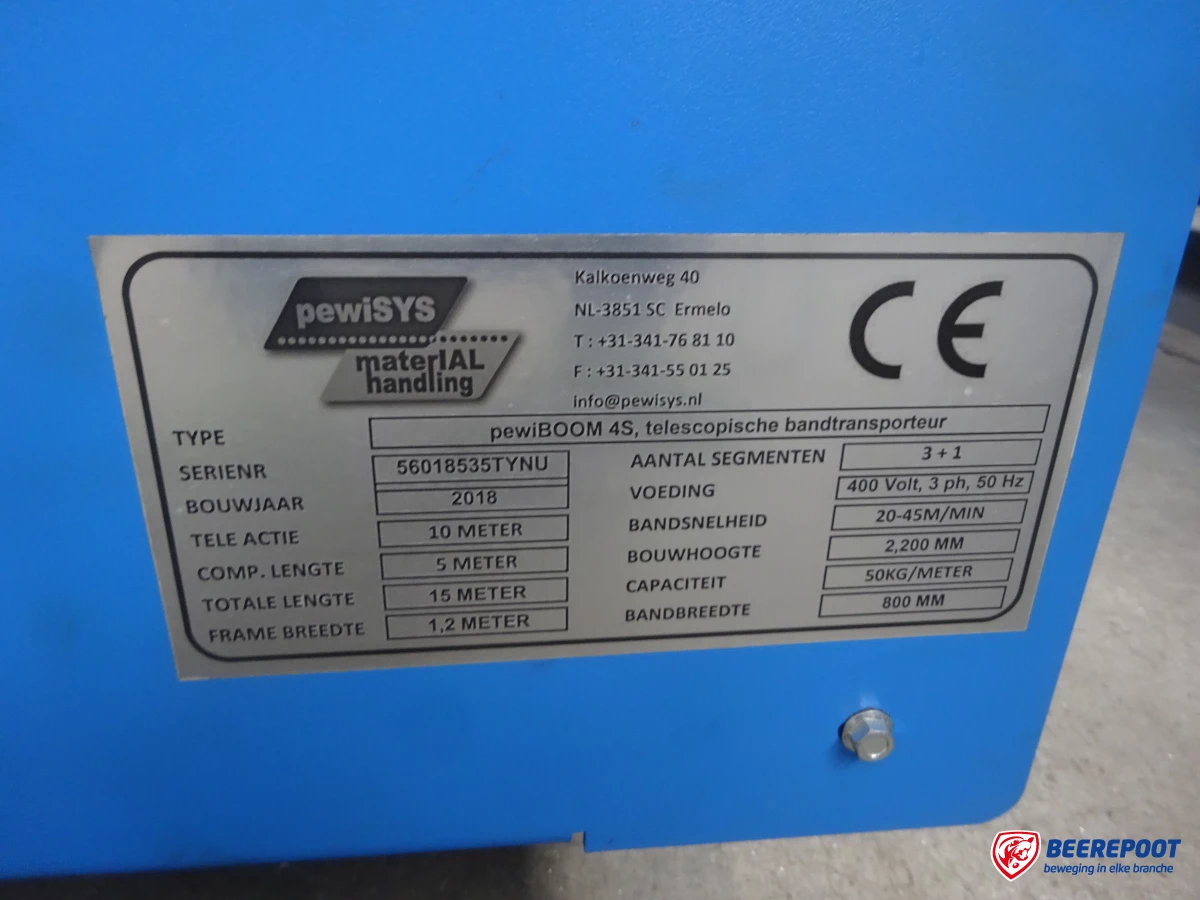 pewiSYS
materIAL
handling
Kalkoenweg 40
NL-3851 SC Ermelo
T : +31-341-76 81 10
F : +31-341-55 01 25
info@pewisys.nl
CE
TYPE pewiBOOM 4S, telescopische bandtransporteur
SERIENR 56018535TYNU
BOUWJAAR 2018
TELE ACTIE 10 METER
COMP. LENGTE 5 METER
TOTALE LENGTE 15 METER
FRAME BREEDTE 1,2 METER
AANTAL SEGMENTEN 3 + 1
VOEDING 400 Volt, 3 ph, 50 Hz
BANDSNELHEID 20-45M/MIN
BOUWHOOGTE 2,200 MM
CAPACITEIT 50KG/METER
BANDBREEDTE 800 MM
BEEREPOOT
beweging in elke branche